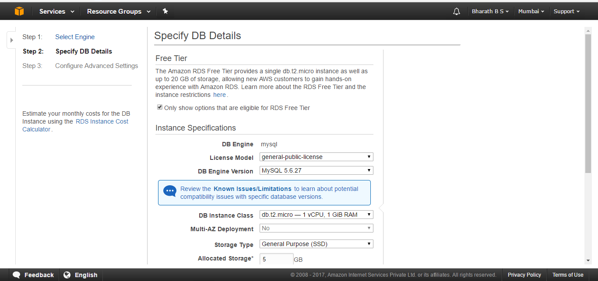 Services Resource Groups Bharath B S Mumbai Support
Step 1: Select Engine
Step 2: Specify DB Details
Step 3: Configure Advanced Settings
Estimate your monthly costs for the DB
Instance using the RDS Instance Cost
Calculator.
Specify DB Details
Free Tier
The Amazon RDS Free Tier provides a single db.t2.micro instance as well as
up to 20 GB of storage, allowing new AWS customers to gain hands-on
experience with Amazon RDS. Learn more about the RDS Free Tier and the
instance restrictions here.
Only show options that are eligible for RDS Free Tier
Instance Specifications
DB Engine mysql
License Model general-public-license
DB Engine Version MySQL 5.6.27
Review the Known Issues/Limitations to learn about potential
compatibility issues with specific database versions.
DB Instance Class db.t2.micro — 1 vCPU, 1 GiB RAM
Multi-AZ Deployment No
Storage Type General Purpose (SSD)
Allocated Storage* 5 GB
Feedback English © 2008 - 2017, Amazon Internet Services Private Ltd. or its affiliates. All rights reserved. Privacy Policy Terms of Use